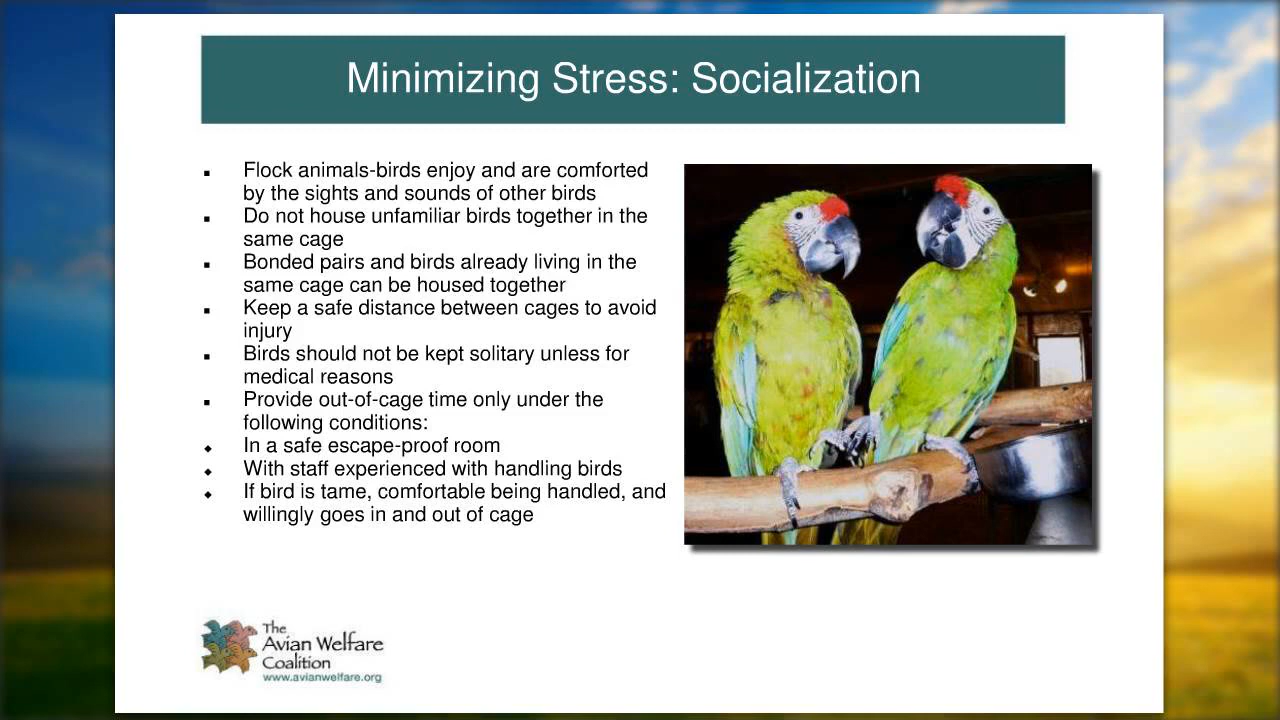 Minimizing Stress: Socialization
▪ Flock animals-birds enjoy and are comforted
by the sights and sounds of other birds
▪ Do not house unfamiliar birds together in the
same cage
▪ Bonded pairs and birds already living in the
same cage can be housed together
▪ Keep a safe distance between cages to avoid
injury
▪ Birds should not be kept solitary unless for
medical reasons
▪ Provide out-of-cage time only under the
following conditions:
◆ In a safe escape-proof room
◆ With staff experienced with handling birds
◆ If bird is tame, comfortable being handled, and
willingly goes in and out of cage
The
Avian Welfare
Coalition
www.avianwelfare.org